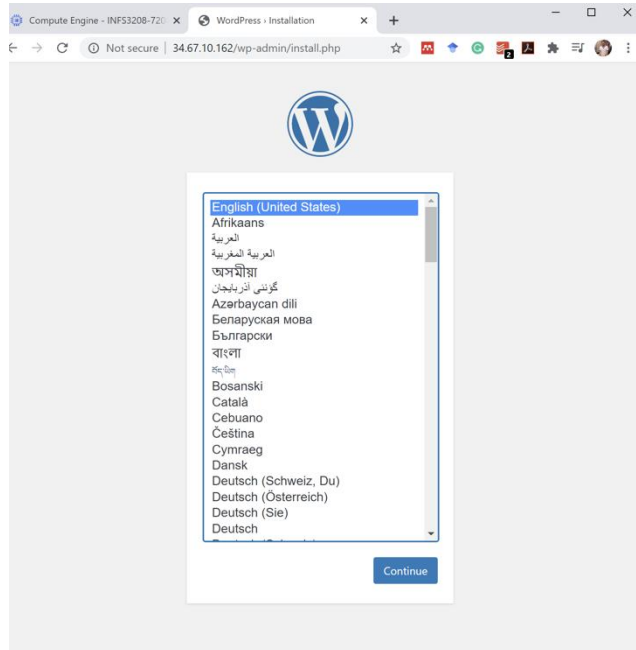 Compute Engine - INFS3208-720
WordPress › Installation
Not secure | 34.67.10.162/wp-admin/install.php
2
English (United States)
Afrikaans
العربية
العربية المغربية
অসমীয়া
گؤنئی آذربایجان
Azərbaycan dili
Беларуская мова
Български
বাংলা
བོད་ཡིག
Bosanski
Català
Cebuano
Čeština
Cymraeg
Dansk
Deutsch (Schweiz, Du)
Deutsch (Österreich)
Deutsch (Sie)
Deutsch
Continue